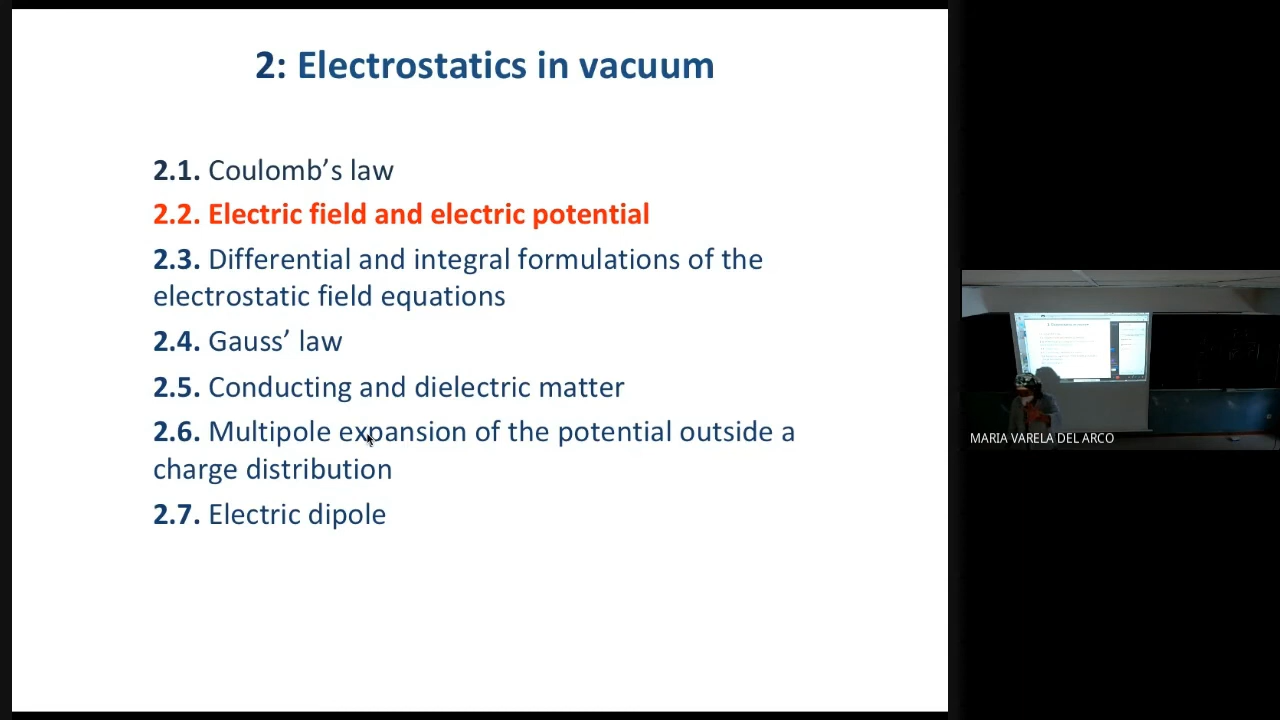 2: Electrostatics in vacuum
2.1. Coulomb’s law
2.2. Electric field and electric potential
2.3. Differential and integral formulations of the
electrostatic field equations
2.4. Gauss’ law
2.5. Conducting and dielectric matter
2.6. Multipole expansion of the potential outside a
charge distribution
2.7. Electric dipole
MARIA VARELA DEL ARCO